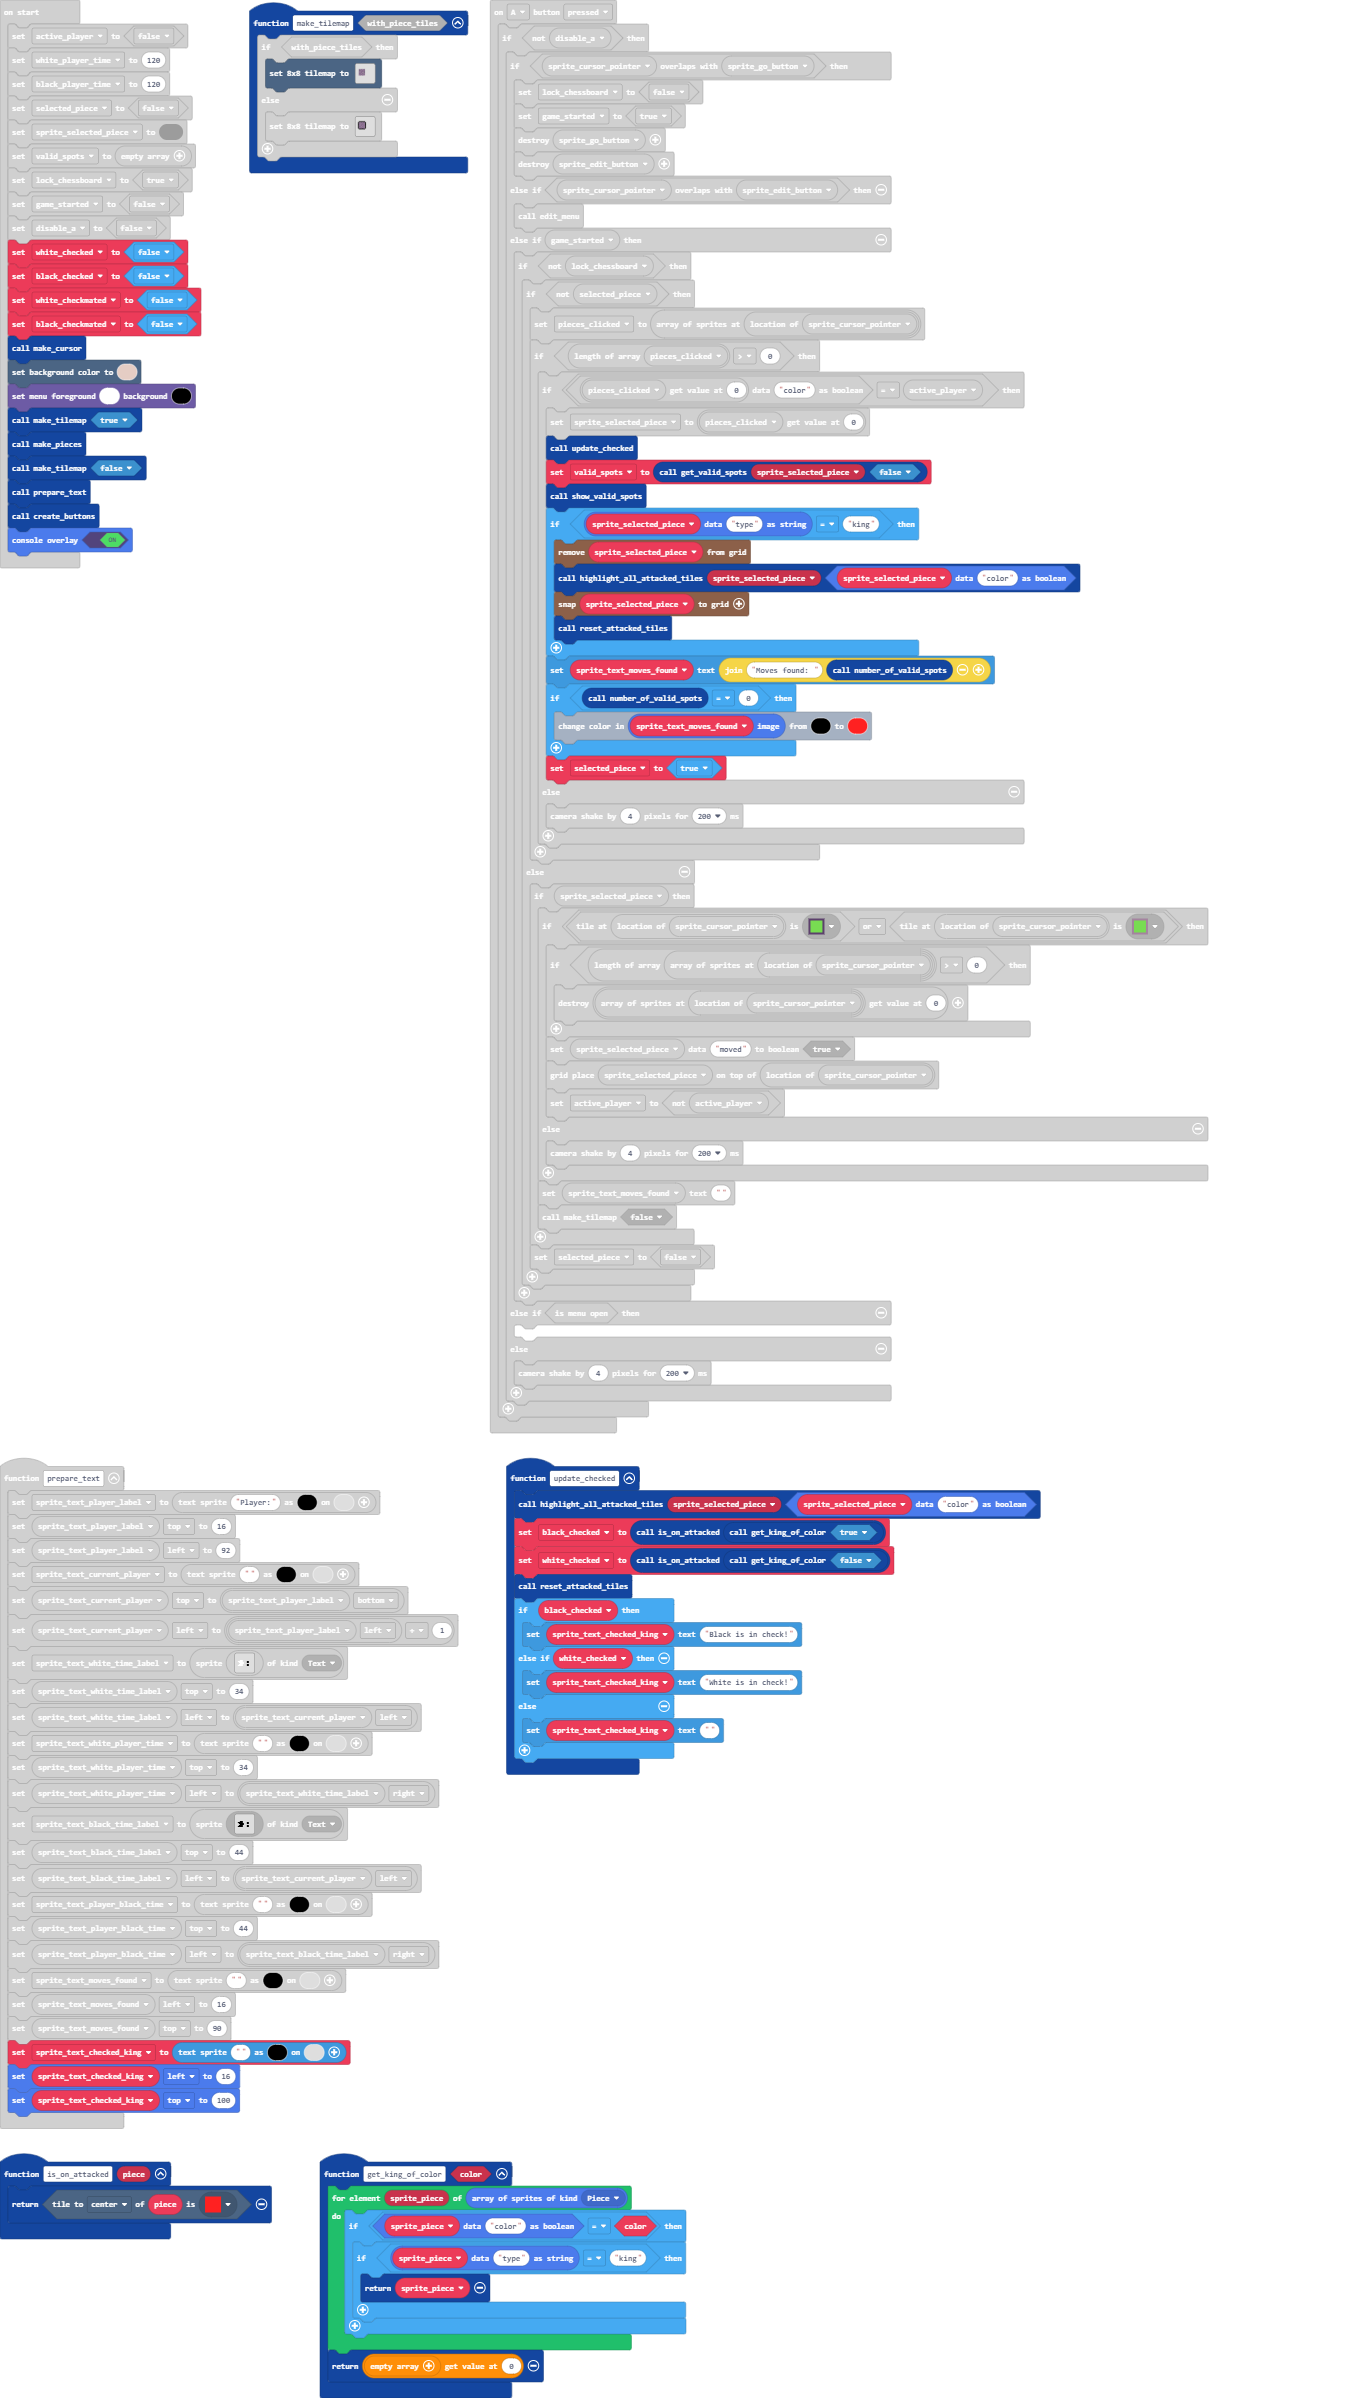 on start
set active_player to false
set white_player_time to 120
set black_player_time to 120
set selected_piece to false
set sprite_selected_piece to
set valid_spots to empty array
set lock_chessboard to true
set game_started to false
set disable_a to false
set white_checked to false
set black_checked to false
set white_checkmated to false
set black_checkmated to false
call make_cursor
set background color to
set menu foreground background
call make_tilemap true
call make_pieces
call make_tilemap false
call prepare_text
call create_buttons
console overlay ON
function make_tilemap with_piece_tiles
if with_piece_tiles then
set 8x8 tilemap to
else
set 8x8 tilemap to
on A button pressed
if not disable_a then
if sprite_cursor_pointer overlaps with sprite_go_button then
set lock_chessboard to false
set game_started to true
destroy sprite_go_button
destroy sprite_edit_button
else if sprite_cursor_pointer overlaps with sprite_edit_button then
call edit_menu
else if game_started then
if not lock_chessboard then
if not selected_piece then
set pieces_clicked to array of sprites at location of sprite_cursor_pointer
if length of array pieces_clicked > 0 then
if pieces_clicked get value at 0 data "color" as boolean = active_player then
set sprite_selected_piece to pieces_clicked get value at 0
call update_checked
set valid_spots to call get_valid_spots sprite_selected_piece false
call show_valid_spots
if sprite_selected_piece data "type" as string = "king" then
remove sprite_selected_piece from grid
call highlight_all_attacked_tiles sprite_selected_piece sprite_selected_piece data "color" as boolean
snap sprite_selected_piece to grid
call reset_attacked_tiles
set sprite_text_moves_found text join "Moves found: " call number_of_valid_spots
if call number_of_valid_spots = 0 then
change color in sprite_text_moves_found image from to
set selected_piece to true
else
camera shake by 4 pixels for 200 ms
else
if sprite_selected_piece then
if tile at location of sprite_cursor_pointer is or tile at location of sprite_cursor_pointer is then
if length of array array of sprites at location of sprite_cursor_pointer > 0 then
destroy array of sprites at location of sprite_cursor_pointer get value at 0
set sprite_selected_piece data "moved" to boolean true
grid place sprite_selected_piece on top of location of sprite_cursor_pointer
set active_player to not active_player
else
camera shake by 4 pixels for 200 ms
set sprite_text_moves_found text ""
call make_tilemap false
set selected_piece to false
else if is menu open then
else
camera shake by 4 pixels for 200 ms
function prepare_text
set sprite_text_player_label to text sprite "Player:" as on
set sprite_text_player_label top to 16
set sprite_text_player_label left to 92
set sprite_text_current_player to text sprite "" as on
set sprite_text_current_player top to sprite_text_player_label bottom
set sprite_text_current_player left to sprite_text_player_label left + 1
set sprite_text_white_time_label to sprite of kind Text
set sprite_text_white_time_label top to 34
set sprite_text_white_time_label left to sprite_text_current_player left
set sprite_text_white_player_time to text sprite "" as on
set sprite_text_white_player_time top to 34
set sprite_text_white_player_time left to sprite_text_white_time_label right
set sprite_text_black_time_label to sprite of kind Text
set sprite_text_black_time_label top to 44
set sprite_text_black_time_label left to sprite_text_current_player left
set sprite_text_player_black_time to text sprite "" as on
set sprite_text_player_black_time top to 44
set sprite_text_player_black_time left to sprite_text_black_time_label right
set sprite_text_moves_found to text sprite "" as on
set sprite_text_moves_found left to 16
set sprite_text_moves_found top to 90
set sprite_text_checked_king to text sprite "" as on
set sprite_text_checked_king left to 16
set sprite_text_checked_king top to 100
function update_checked
call highlight_all_attacked_tiles sprite_selected_piece sprite_selected_piece data "color" as boolean
set black_checked to call is_on_attacked call get_king_of_color true
set white_checked to call is_on_attacked call get_king_of_color false
call reset_attacked_tiles
if black_checked then
set sprite_text_checked_king text "Black is in check!"
else if white_checked then
set sprite_text_checked_king text "White is in check!"
else
set sprite_text_checked_king text ""
function is_on_attacked piece
return tile to center of piece is
function get_king_of_color color
for element sprite_piece of array of sprites of kind Piece
do
if sprite_piece data "color" as boolean = color then
if sprite_piece data "type" as string = "king" then
return sprite_piece
return empty array get value at 0